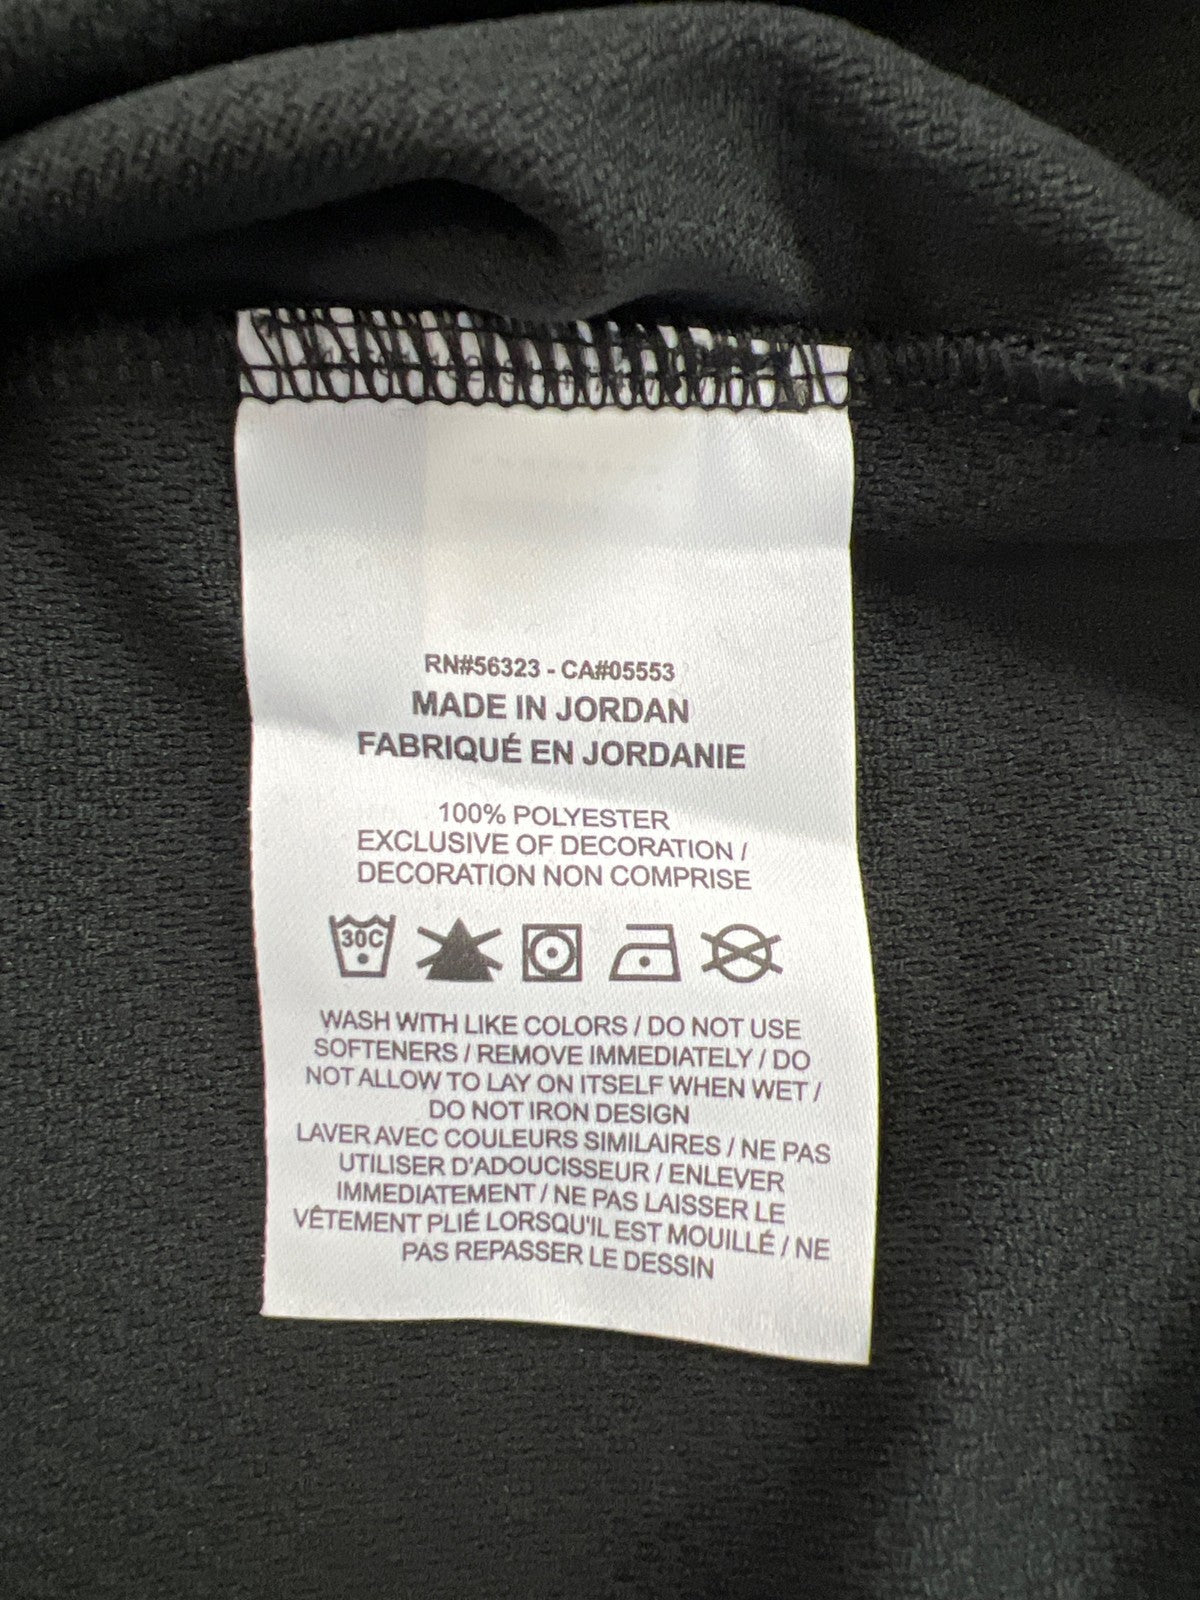 RN#56323 - CA#05553
MADE IN JORDAN
FABRIQUÉ EN JORDANIE
100% POLYESTER
EXCLUSIVE OF DECORATION /
DECORATION NON COMPRISE
30C
WASH WITH LIKE COLORS / DO NOT USE
SOFTENERS / REMOVE IMMEDIATELY / DO
NOT ALLOW TO LAY ON ITSELF WHEN WET /
DO NOT IRON DESIGN
LAVER AVEC COULEURS SIMILAIRES / NE PAS
UTILISER D'ADOUCISSEUR / ENLEVER
IMMEDIATEMENT / NE PAS LAISSER LE
VÊTEMENT PLIÉ LORSQU'IL EST MOUILLÉ / NE
PAS REPASSER LE DESSIN